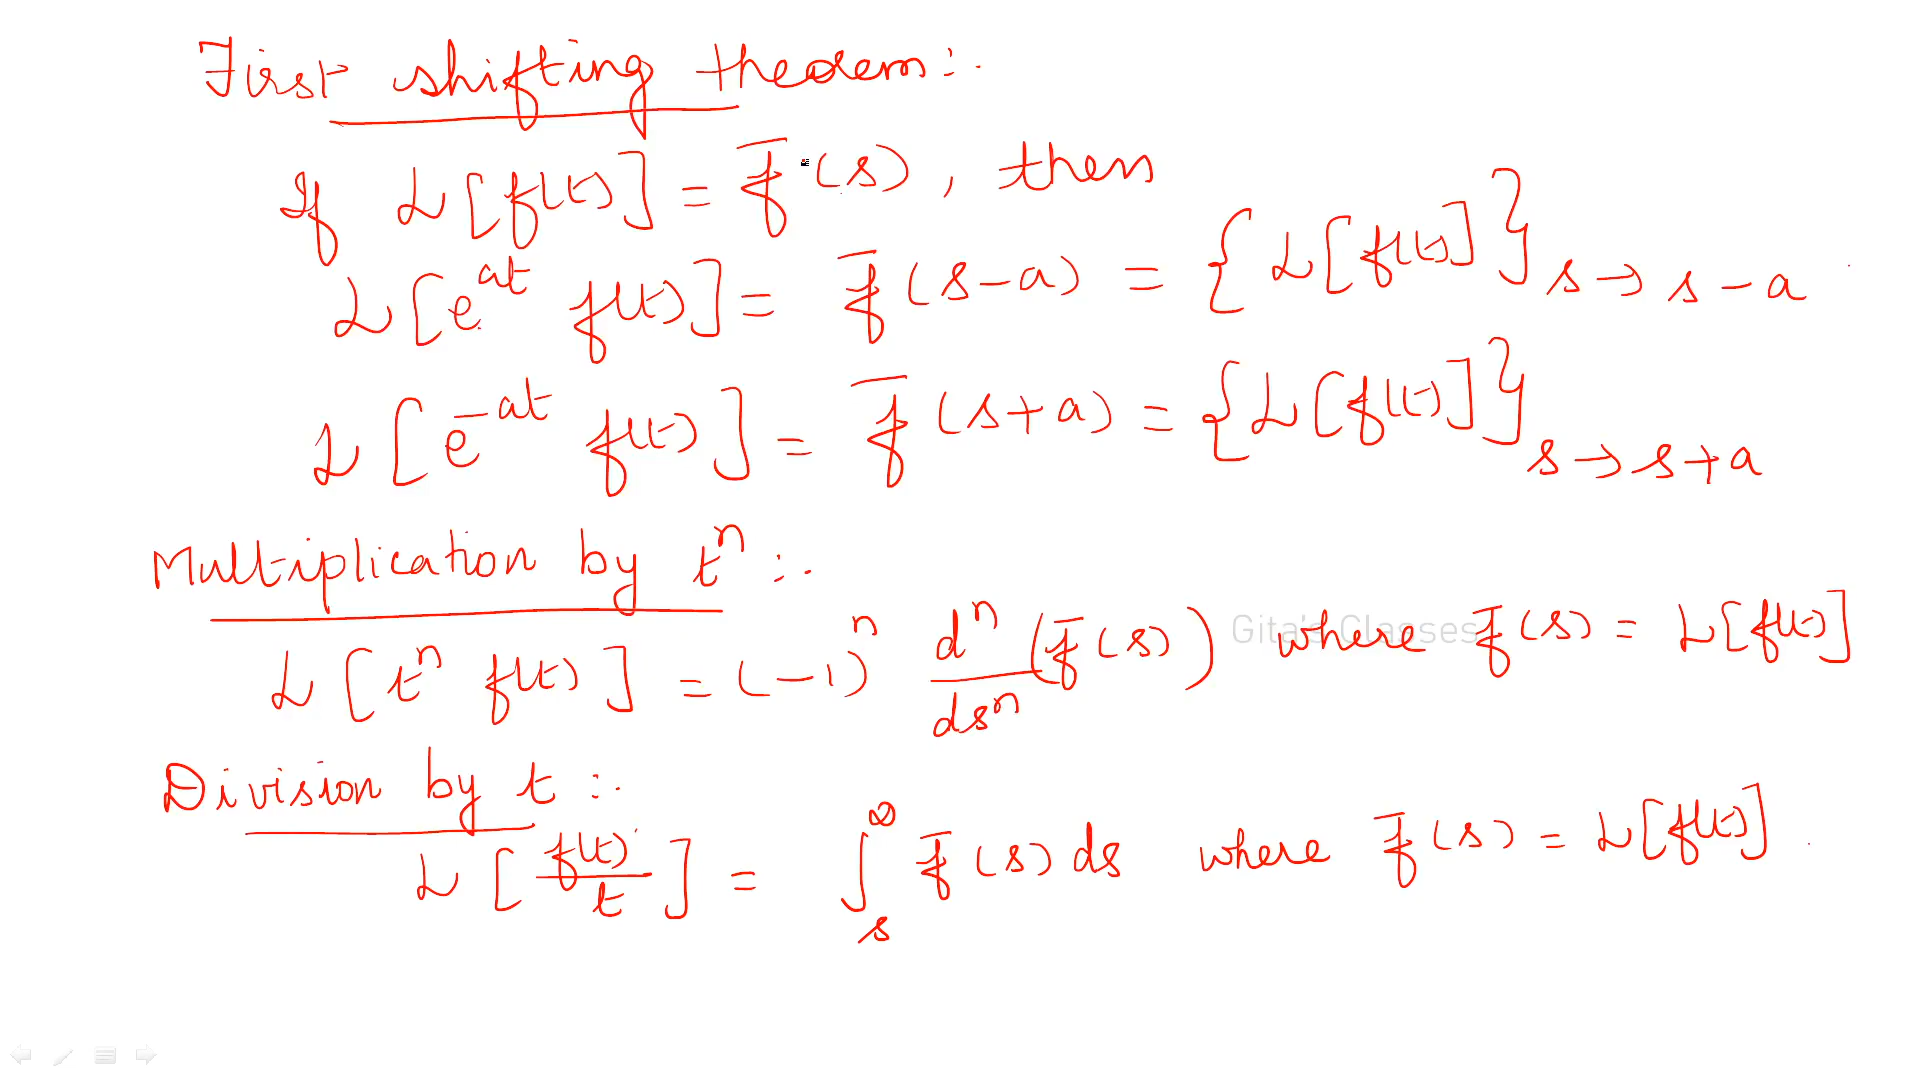 First shifting theorem:-
If L[f(t)] = f̄(s), then
L[e^{at} f(t)] = f̄(s-a) = {L[f(t)]}_{s→s-a}
L[e^{-at} f(t)] = f̄(s+a) = {L[f(t)]}_{s→s+a}
Multiplication by t^n :-
L[t^n f(t)] = (-1)^n d^n/ds^n (f̄(s)) where f̄(s) = L[f(t)]
Gita's Classes
Division by t :-
L[f(t)/t] = ∫_s^∞ f̄(s) ds where f̄(s) = L[f(t)]